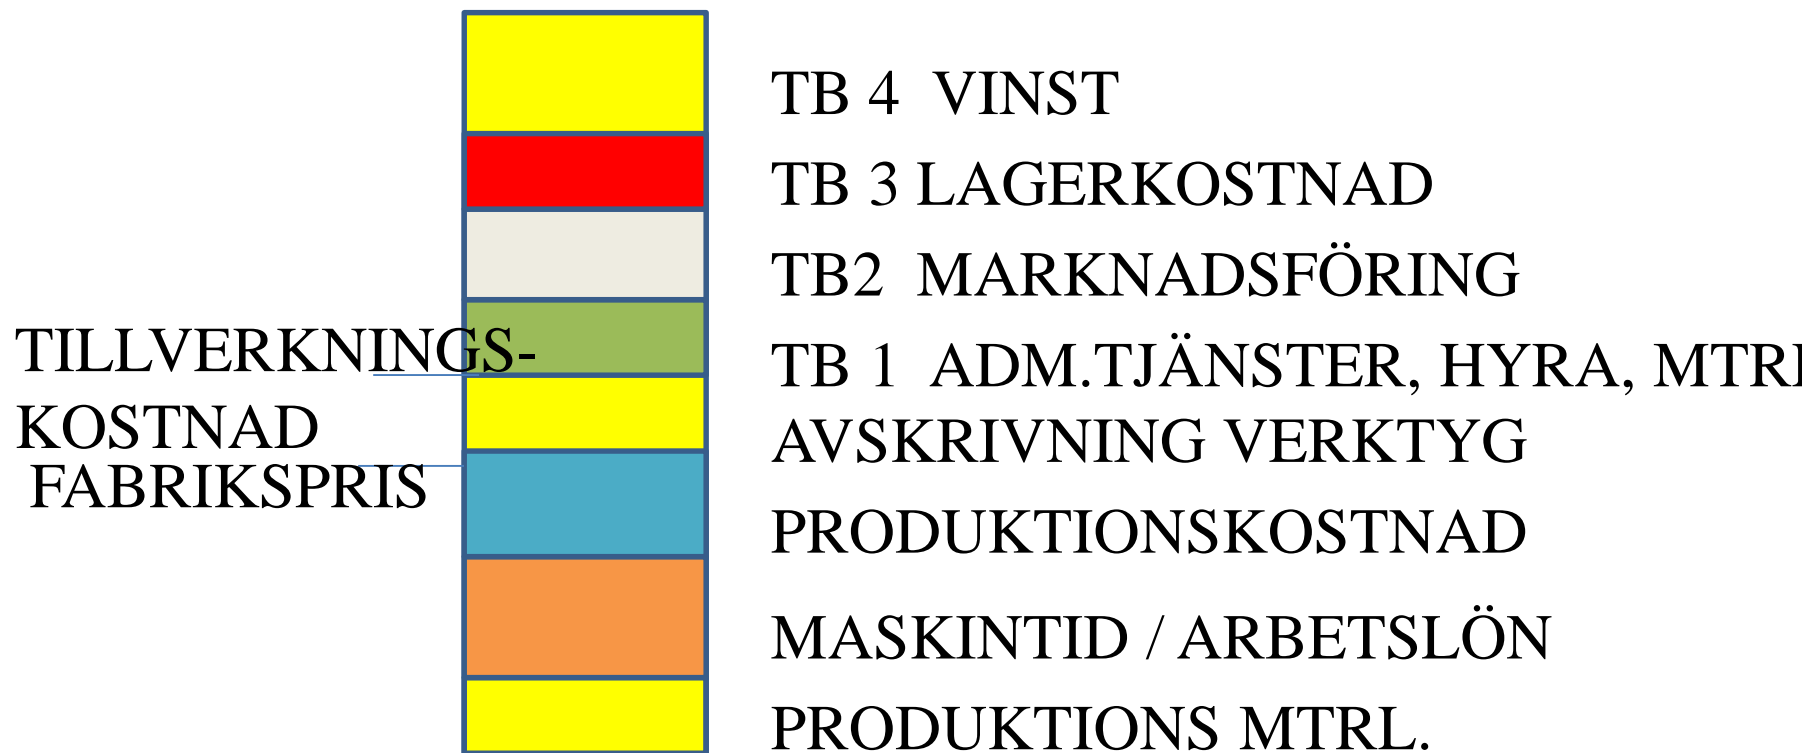 TB 4 VINST
TB 3 LAGERKOSTNAD
TB2 MARKNADSFÖRING
TILLVERKNINGS-
KOSTNAD
FABRIKSPRIS
TB 1 ADM.TJÄNSTER, HYRA,
AVSKRIVNING VERKTYG
PRODUKTIONSKOSTNAD
MASKINTID / ARBETSLÖN
PRODUKTIONS MTRL.